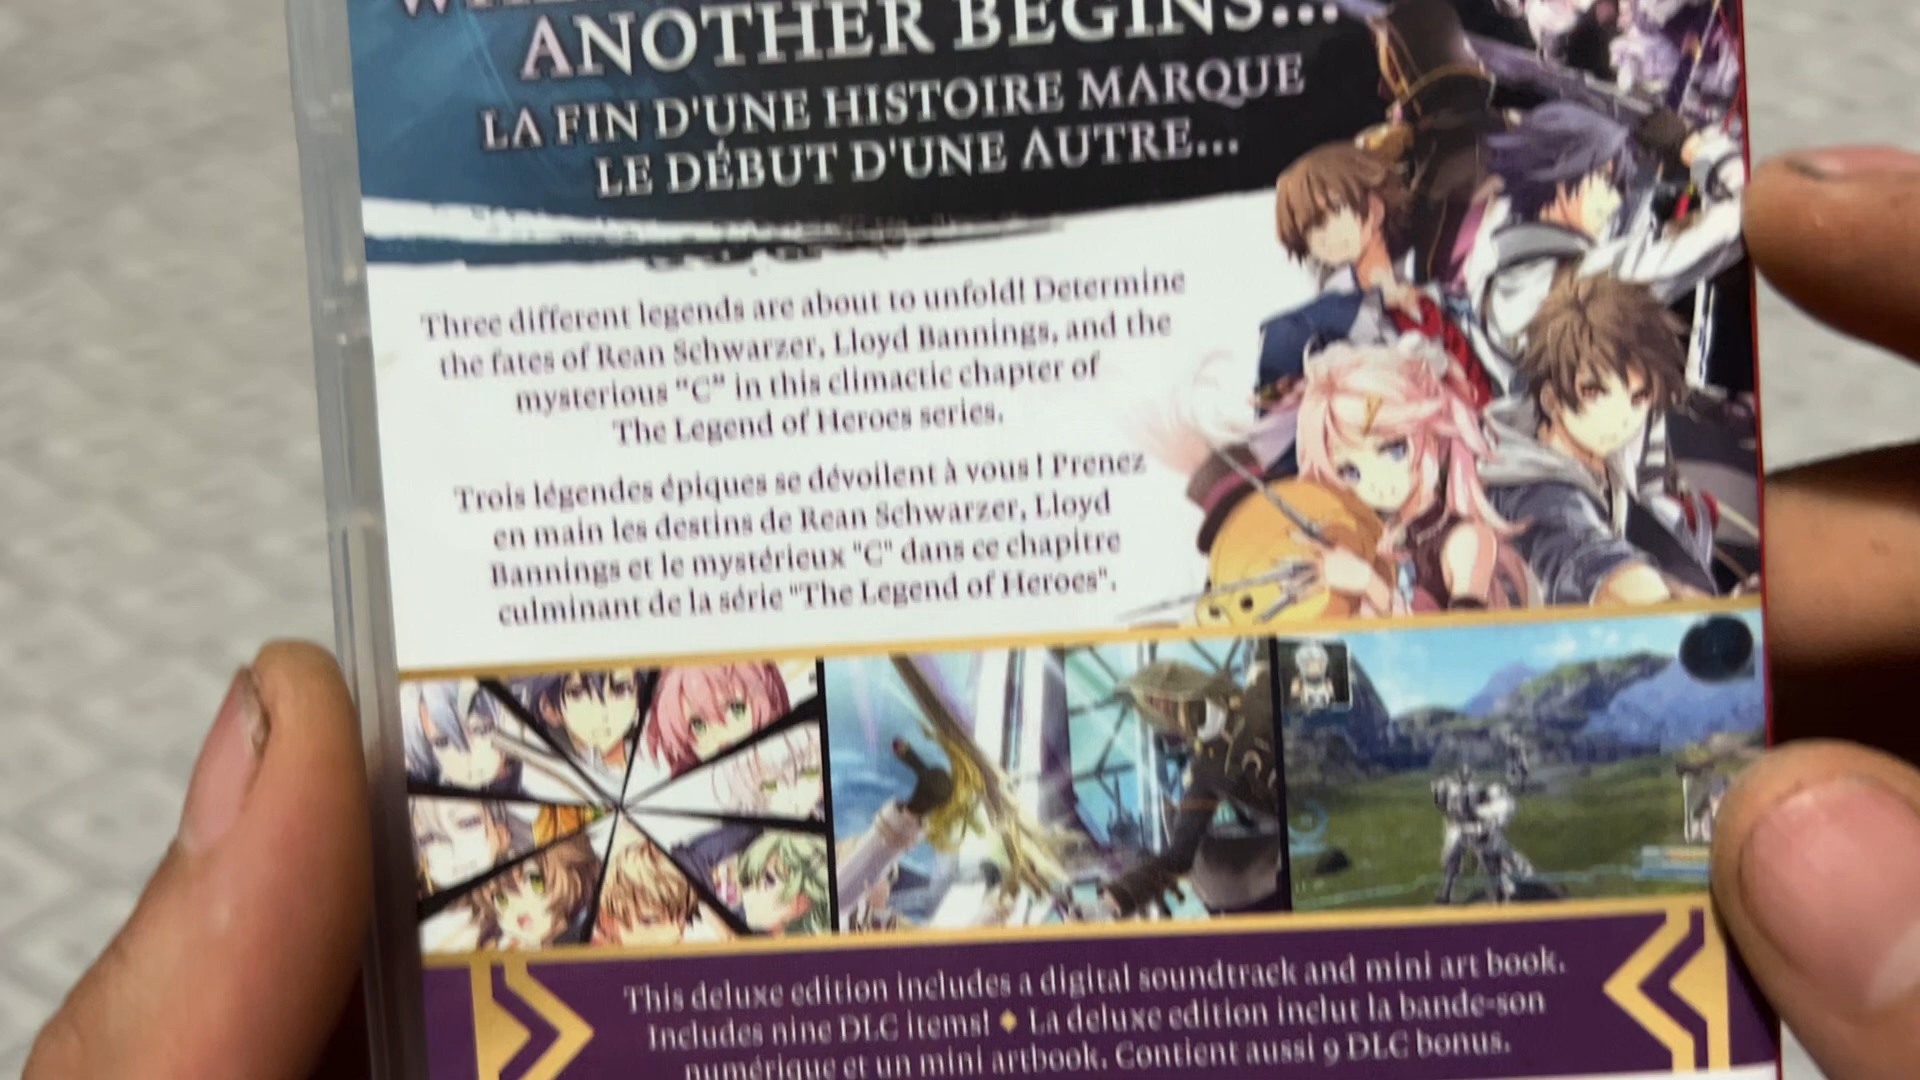 ANOTHER BEGINS...
LA FIN D'UNE HISTOIRE MARQUE
LE DÉBUT D'UNE AUTRE...
Three different legends are about to unfold! Determine
the fates of Rean Schwarzer, Lloyd Bannings, and the
mysterious "C" in this climactic chapter of
The Legend of Heroes series.
Trois légendes épiques se dévoilent à vous ! Prenez
en main les destins de Rean Schwarzer, Lloyd
Bannings et le mystérieux "C" dans ce chapitre
culminant de la série "The Legend of Heroes".
This deluxe edition includes a digital soundtrack and mini art book.
Includes nine DLC items! ◆ La deluxe edition inclut la bande-son
numérique et un mini artbook. Contient aussi 9 DLC bonus.